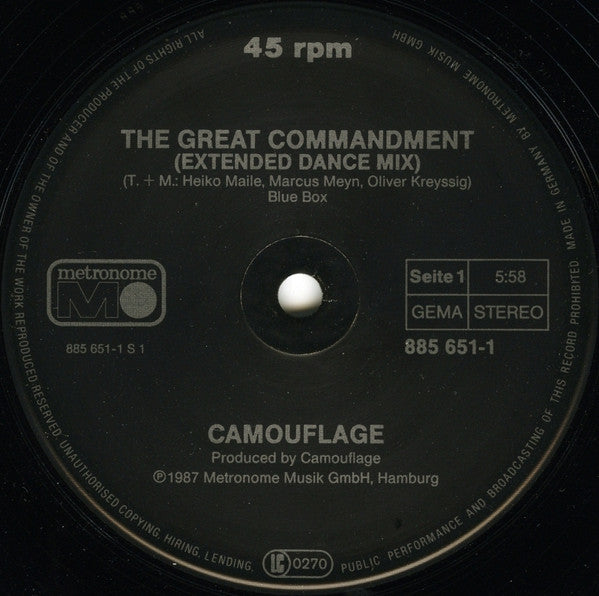 45 rpm
THE GREAT COMMANDMENT
(EXTENDED DANCE MIX)
(T. + M.: Heiko Maile, Marcus Meyn, Oliver Kreyssig)
Blue Box
metronome
M
885 651-1 S 1
Seite 1 5:58
GEMA STEREO
885 651-1
CAMOUFLAGE
Produced by Camouflage
℗1987 Metronome Musik GmbH, Hamburg
ALL RIGHTS OF THE PRODUCER AND OF THE OWNER OF THE WORK REPRODUCED RESERVED UNAUTHORISED COPYING, HIRING, LENDING, PUBLIC PERFORMANCE AND BROADCASTING OF THIS RECORD PROHIBITED MADE IN GERMANY BY METRONOME MUSIK GMBH
LC 0270